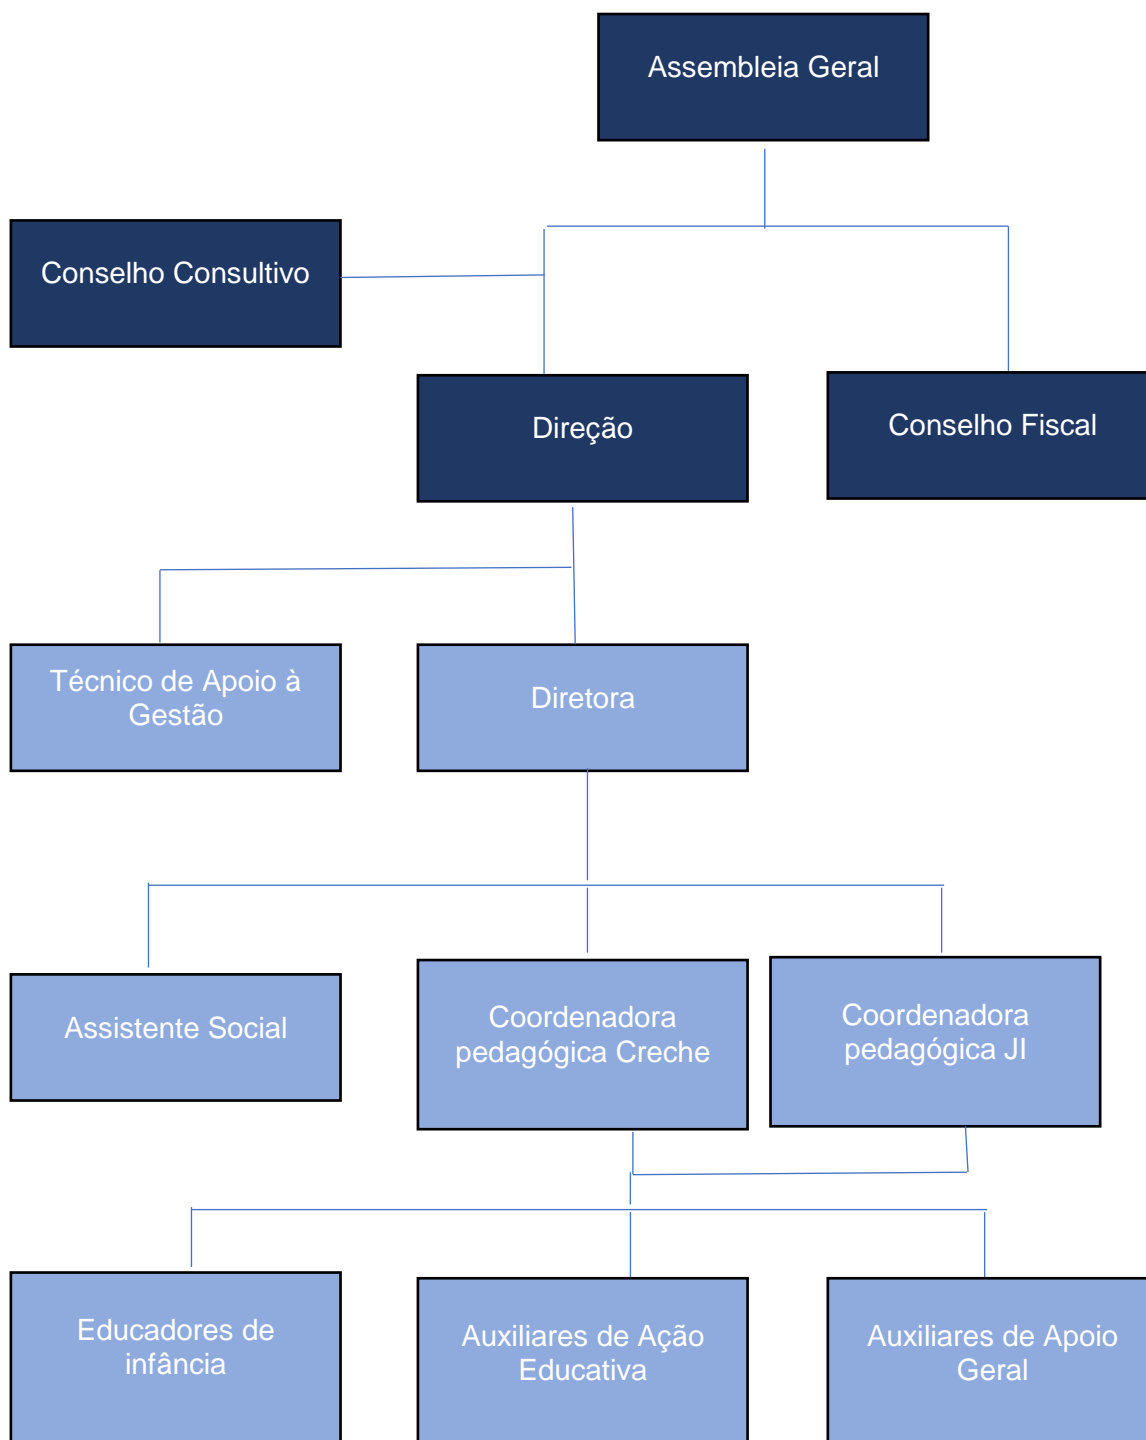 Assembleia Geral
Conselho Consultivo
Direção
Conselho Fiscal
Técnico de Apoio à
Gestão
Diretora
Assistente Social
Coordenadora
pedagógica Creche
Coordenadora
pedagógica JI
Educadores de
infância
Auxiliares de Ação
Educativa
Auxiliares de Apoio
Geral